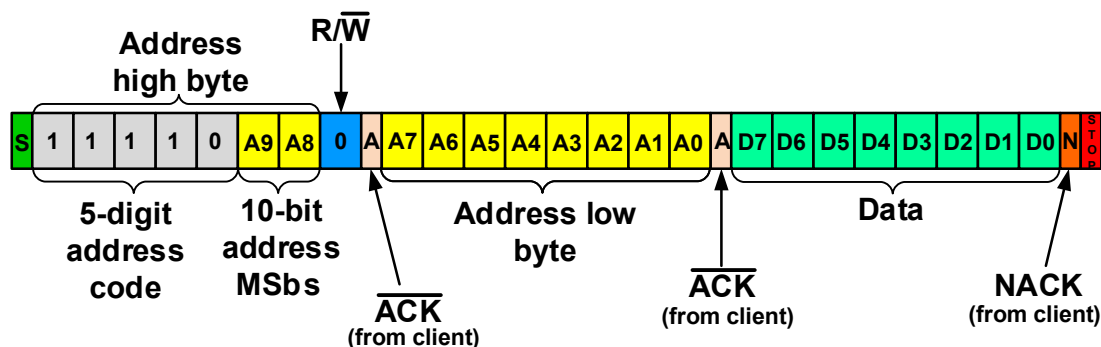 R/W
Address
high byte
S 1 1 1 1 0 A9 A8 0 A A7 A6 A5 A4 A3 A2 A1 A0 A D7 D6 D5 D4 D3 D2 D1 D0 N STOP
5-digit
address
code
10-bit
address
MSbs
Address low
byte
Data
ACK
(from client)
ACK
(from client)
NACK
(from client)